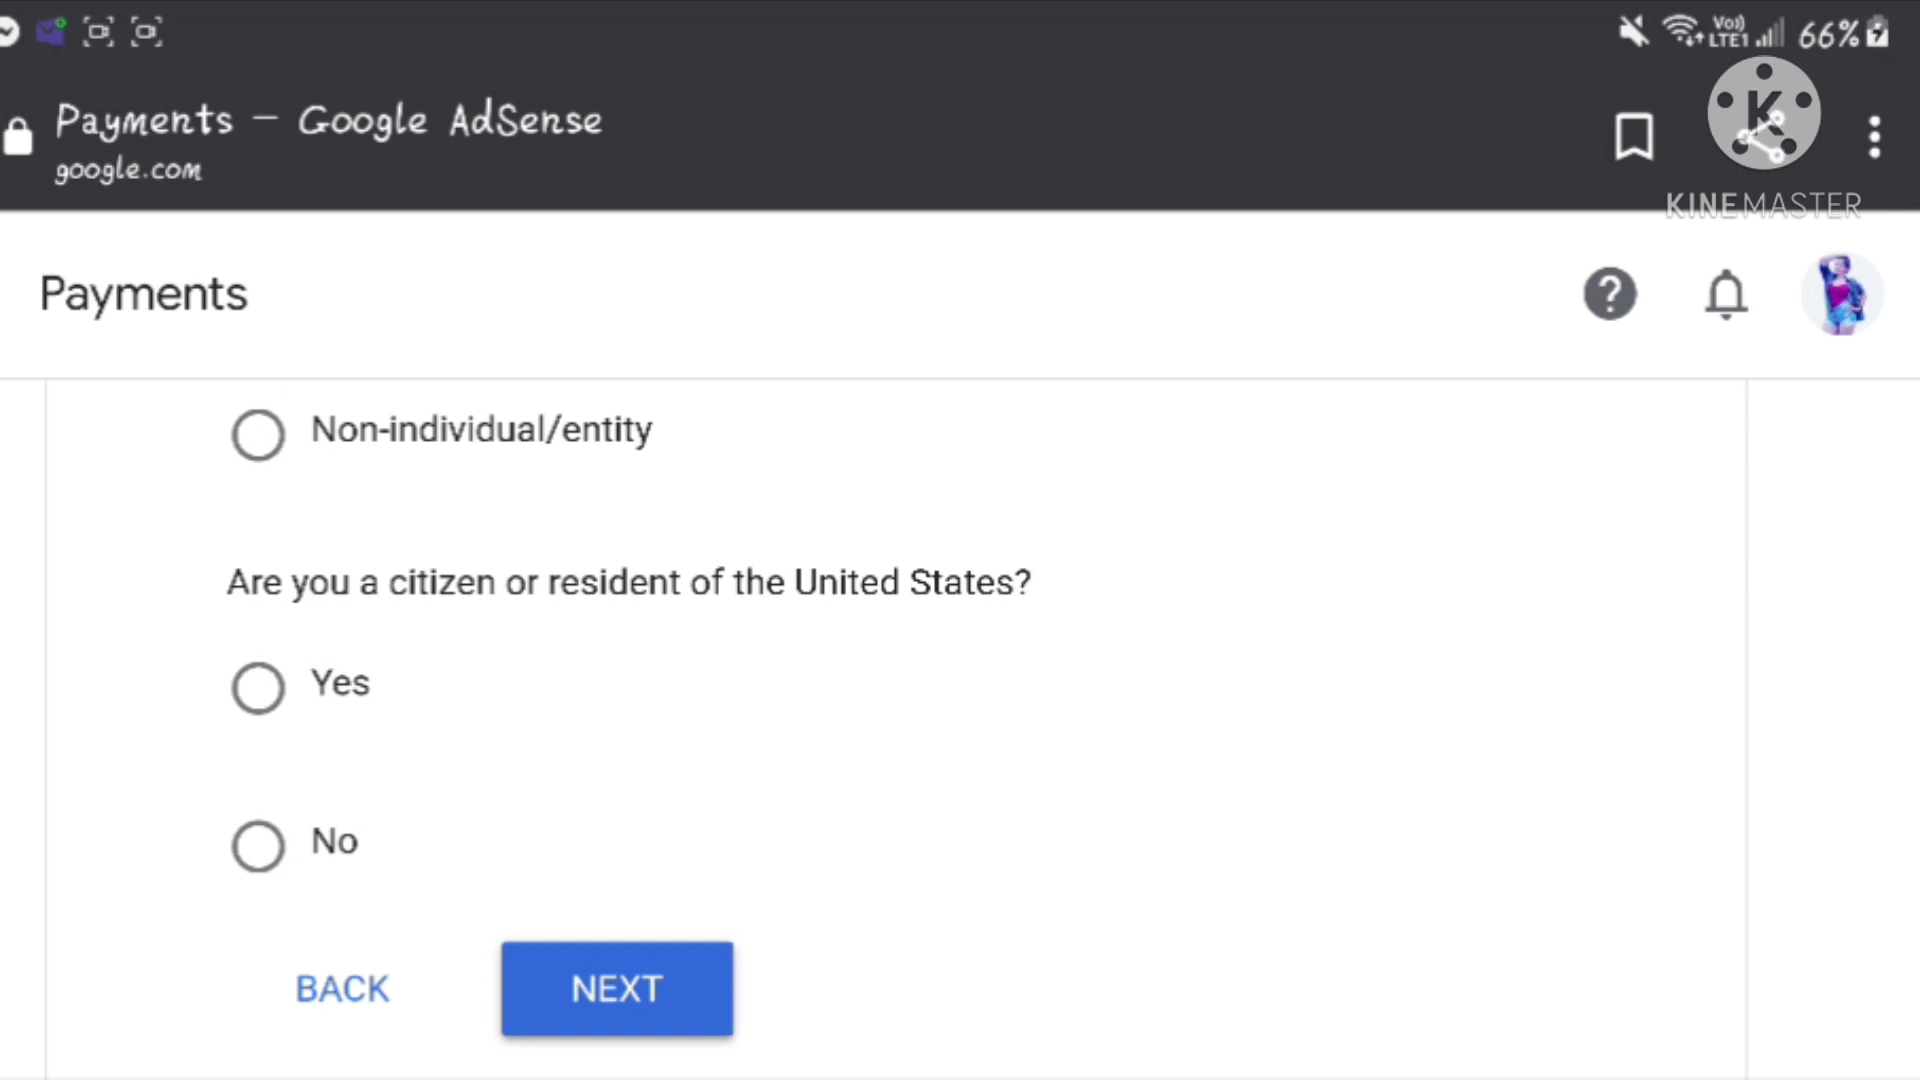 Vo))
LTE1
66%
Payments – Google AdSense
google.com
K
KINEMASTER
Payments
Non-individual/entity
Are you a citizen or resident of the United States?
Yes
No
BACK
NEXT